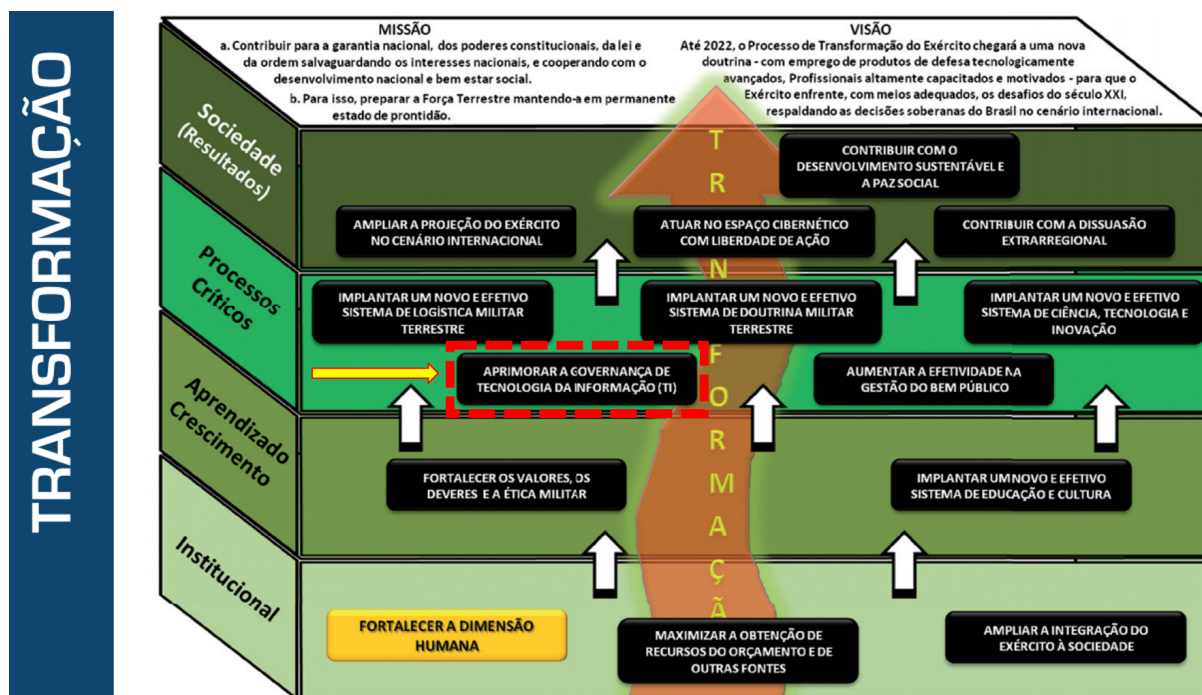 TRANSFORMAÇÃO
MISSÃO
a. Contribuir para a garantia nacional, dos poderes constitucionais, da lei e
da ordem salvaguardando os interesses nacionais, e cooperando com o
desenvolvimento nacional e bem estar social.
b. Para isso, preparar a Força Terrestre mantendo-a em permanente
estado de prontidão.
VISÃO
Até 2022, o Processo de Transformação do Exército chegará a uma nova
doutrina - com emprego de produtos de defesa tecnologicamente
avançados, Profissionais altamente capacitados e motivados - para que o
Exército enfrente, com meios adequados, os desafios do século XXI,
respaldando as decisões soberanas do Brasil no cenário internacional.
Sociedade
(Resultados)
CONTRIBUIR COM O
DESENVOLVIMENTO SUSTENTÁVEL E
A PAZ SOCIAL
AMPLIAR A PROJEÇÃO DO EXÉRCITO
NO CENÁRIO INTERNACIONAL
ATUAR NO ESPAÇO CIBERNÉTICO
COM LIBERDADE DE AÇÃO
CONTRIBUIR COM A DISSUASÃO
EXTRARREGIONAL
Processos
Críticos
IMPLANTAR UM NOVO E EFETIVO
SISTEMA DE LOGÍSTICA MILITAR
TERRESTRE
IMPLANTAR UM NOVO E EFETIVO
SISTEMA DE DOUTRINA MILITAR
TERRESTRE
IMPLANTAR UM NOVO E EFETIVO
SISTEMA DE CIÊNCIA, TECNOLOGIA E
INOVAÇÃO
APRIMORAR A GOVERNANÇA DE
TECNOLOGIA DA INFORMAÇÃO (TI)
AUMENTAR A EFETIVIDADE NA
GESTÃO DO BEM PÚBLICO
Aprendizado
Crescimento
FORTALECER OS VALORES, OS
DEVERES E A ÉTICA MILITAR
IMPLANTAR UM NOVO E EFETIVO
SISTEMA DE EDUCAÇÃO E CULTURA
Institucional
FORTALECER A DIMENSÃO
HUMANA
MAXIMIZAR A OBTENÇÃO DE
RECURSOS DO ORÇAMENTO E DE
OUTRAS FONTES
AMPLIAR A INTEGRAÇÃO DO
EXÉRCITO À SOCIEDADE
T
R
N
F
O
R
M
A
Ç
Ã